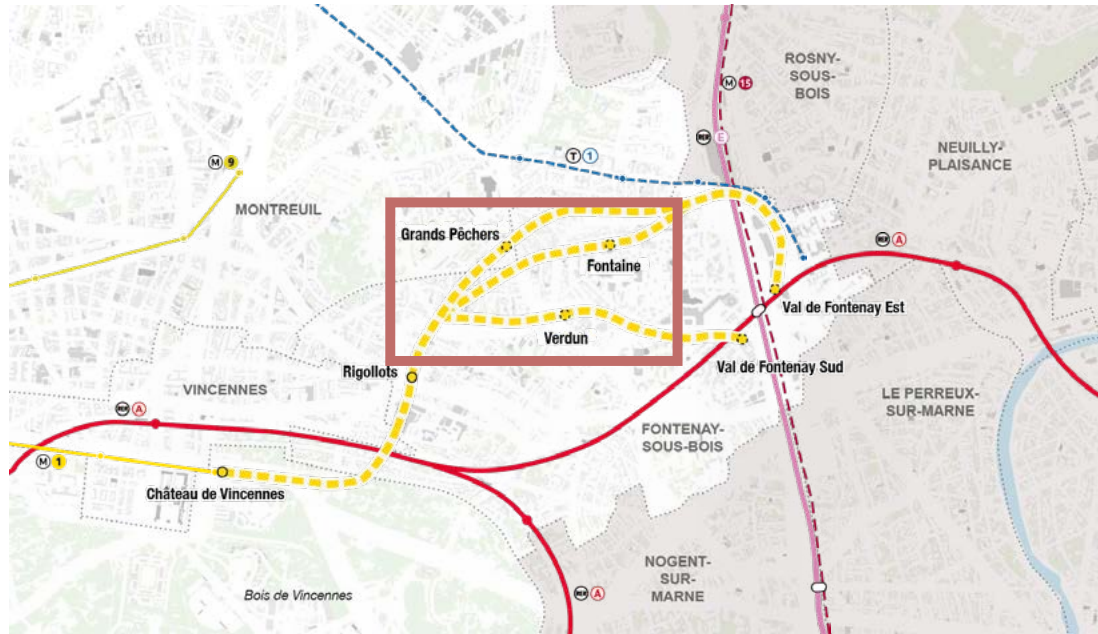 ROSNY-
SOUS-
BOIS
M 15
RER E
NEUILLY-
PLAISANCE
M 9
T 1
MONTREUIL
Grands Pêchers
Fontaine
RER A
Val de Fontenay Est
Verdun
Val de Fontenay Sud
Rigollots
VINCENNES
LE PERREUX-
SUR-MARNE
RER A
FONTENAY-
SOUS-BOIS
M 1
Château de Vincennes
NOGENT-
SUR-
MARNE
Bois de Vincennes
RER A